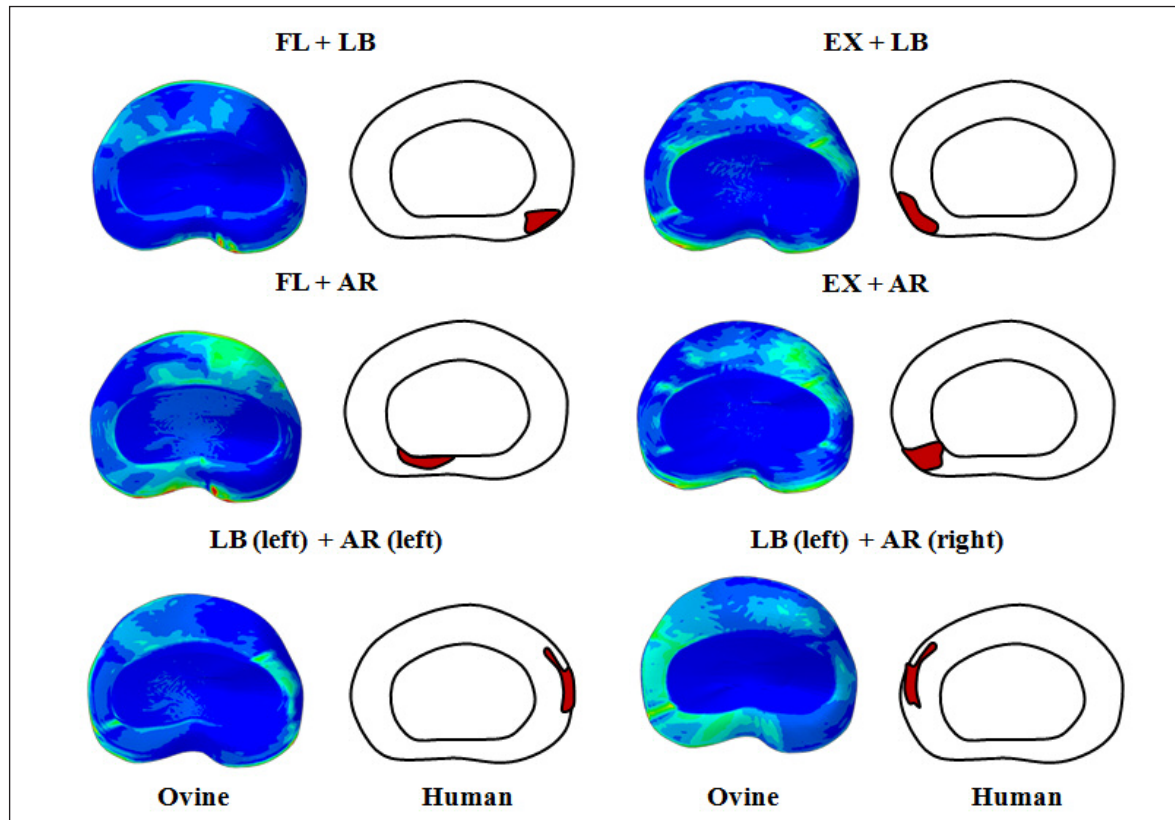 FL + LB
EX + LB
FL + AR
EX + AR
LB (left) + AR (left)
LB (left) + AR (right)
Ovine
Human
Ovine
Human